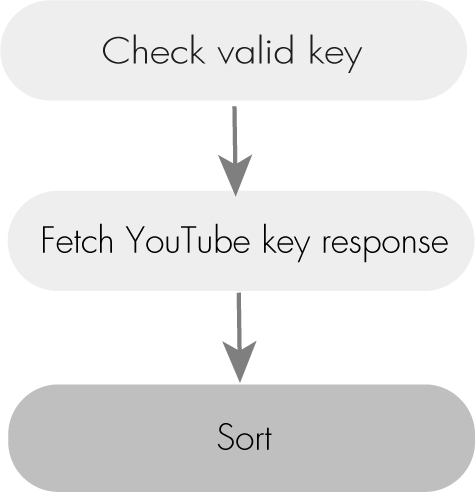 Check valid key
Fetch YouTube key response
Sort